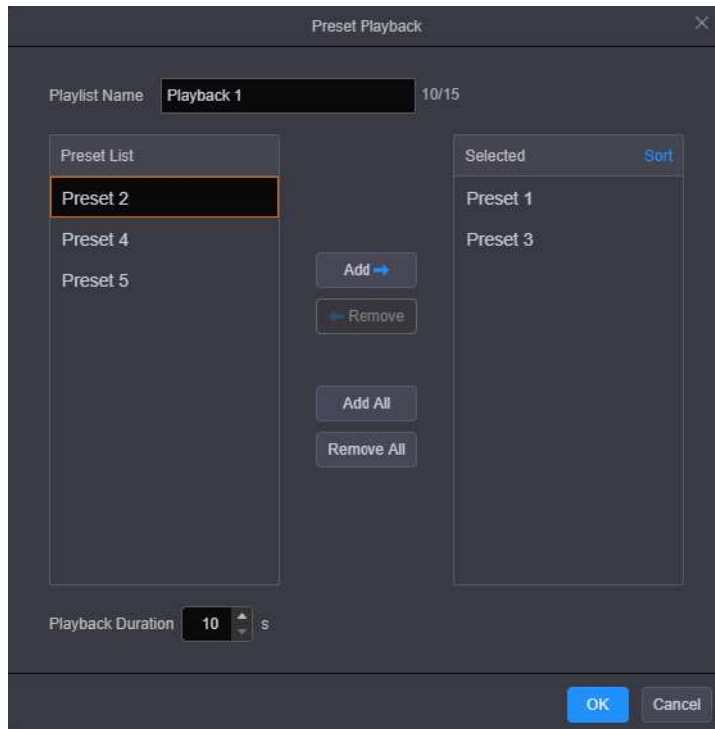 Preset Playback
Playlist Name Playback 1 10/15
Preset List
Preset 2
Preset 4
Preset 5
Add
Remove
Add All
Remove All
Selected Sort
Preset 1
Preset 3
Playback Duration 10 s
OK Cancel